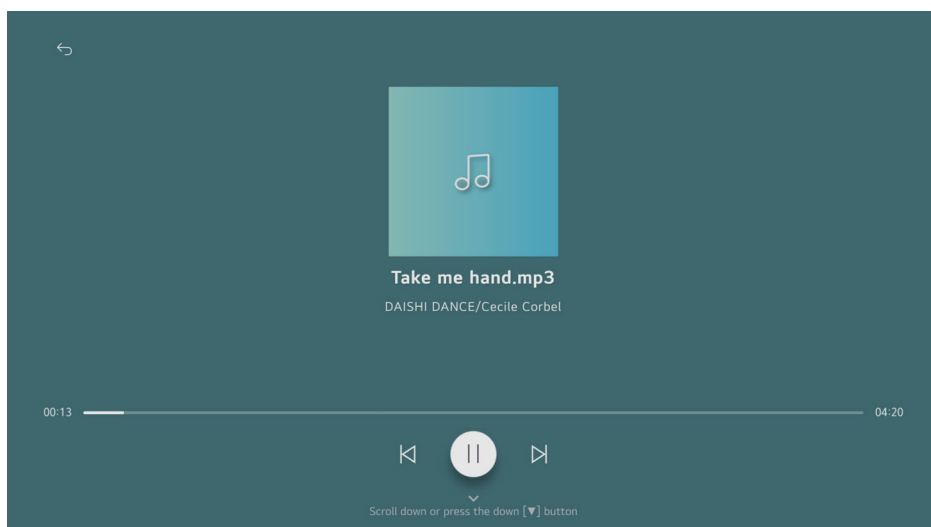 Take me hand.mp3
DAISHI DANCE/Cecile Corbel
00:13
04:20
Scroll down or press the down [▼] button